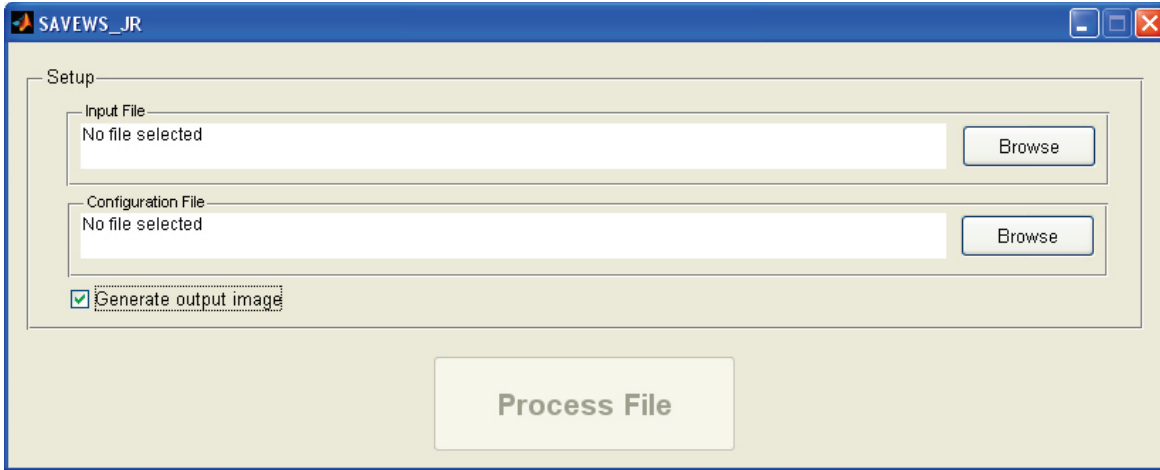 SAVEWS_JR
Setup
Input File
No file selected
Browse
Configuration File
No file selected
Browse
Generate output image
Process File